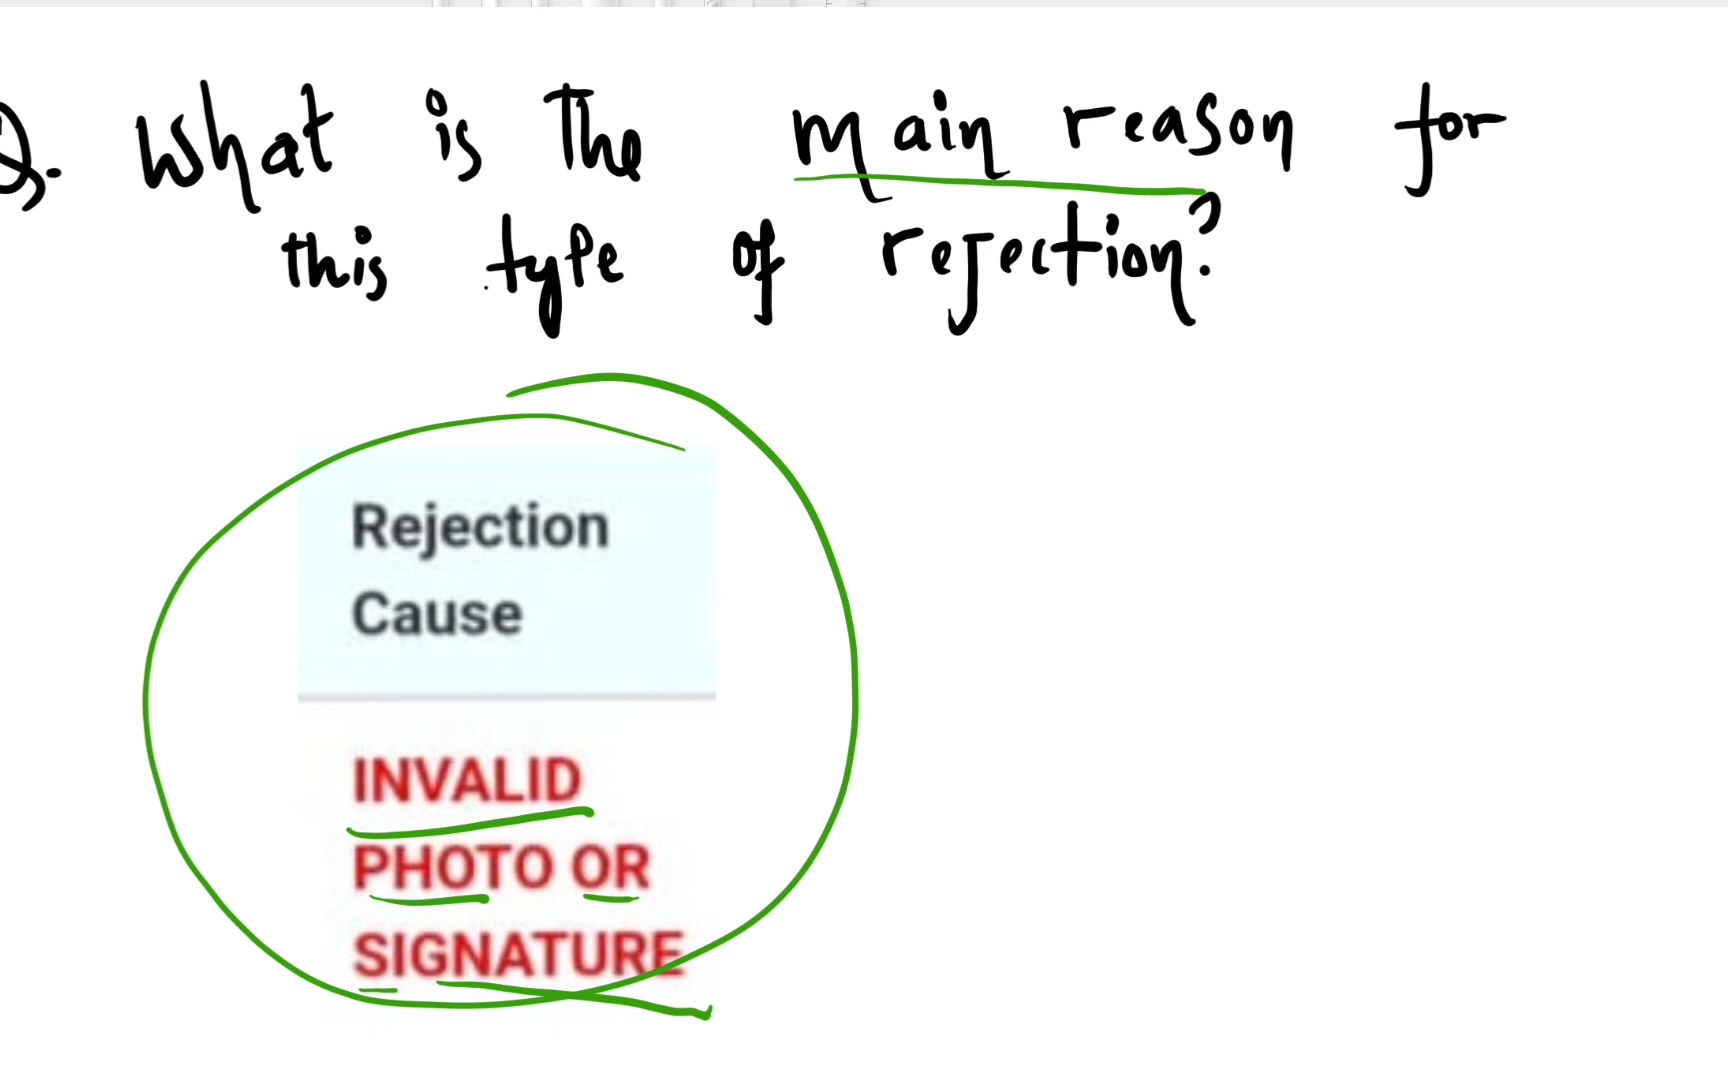 Q. What is The main reason for
this type of rejection?
Rejection
Cause
INVALID
PHOTO OR
SIGNATURE